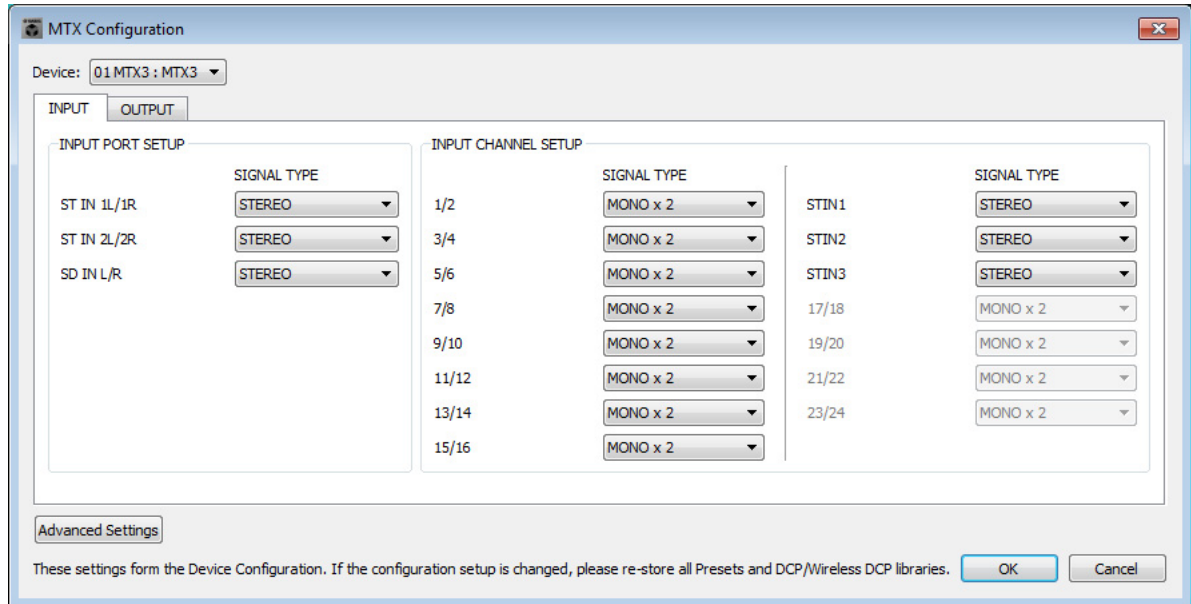 MTX Configuration
Device: 01 MTX3 : MTX3
INPUT OUTPUT
INPUT PORT SETUP
SIGNAL TYPE
ST IN 1L/1R STEREO
ST IN 2L/2R STEREO
SD IN L/R STEREO
INPUT CHANNEL SETUP
SIGNAL TYPE
1/2 MONO x 2
3/4 MONO x 2
5/6 MONO x 2
7/8 MONO x 2
9/10 MONO x 2
11/12 MONO x 2
13/14 MONO x 2
15/16 MONO x 2
SIGNAL TYPE
STIN1 STEREO
STIN2 STEREO
STIN3 STEREO
17/18 MONO x 2
19/20 MONO x 2
21/22 MONO x 2
23/24 MONO x 2
Advanced Settings
These settings form the Device Configuration. If the configuration setup is changed, please re-store all Presets and DCP/Wireless DCP libraries. OK Cancel